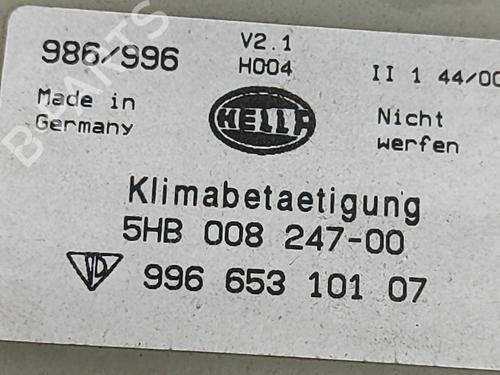 986/996
V2.1
H004
II 1 44/00
Made in
Germany
HELLA
Nicht
werfen
Klimabetaetigung
5HB 008 247-00
996 653 101 07